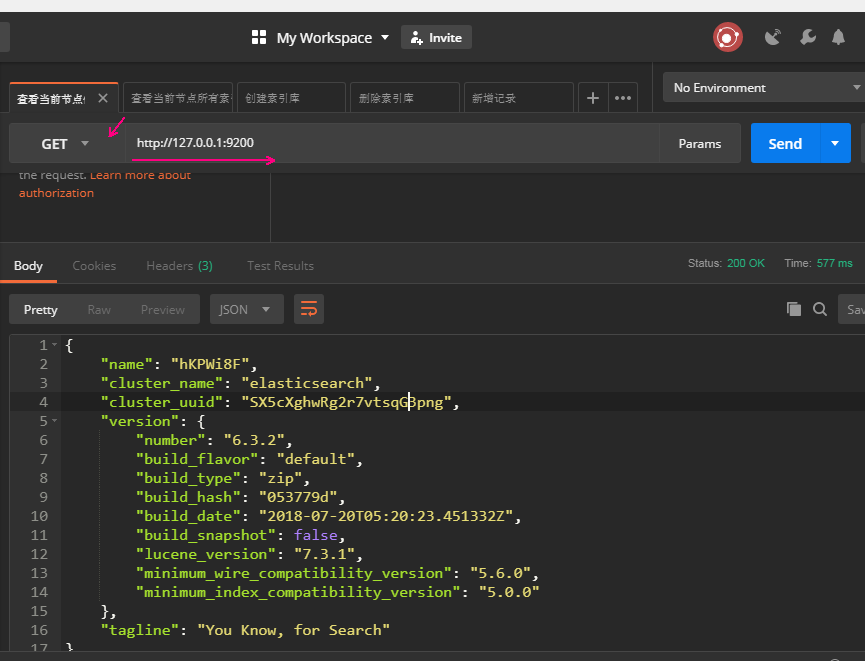 My Workspace Invite
查看当前节点 查看当前节点所有索 创建索引库 删除索引库 新增记录 No Environment
GET http://127.0.0.1:9200 Params Send
the request. Learn more about
authorization
Body Cookies Headers (3) Test Results Status: 200 OK Time: 577 ms
Pretty Raw Preview JSON Sav
1 {
2 "name": "hKPWi8F",
3 "cluster_name": "elasticsearch",
4 "cluster_uuid": "SX5cXghwRg2r7vtsqG3png",
5 "version": {
6 "number": "6.3.2",
7 "build_flavor": "default",
8 "build_type": "zip",
9 "build_hash": "053779d",
10 "build_date": "2018-07-20T05:20:23.451332Z",
11 "build_snapshot": false,
12 "lucene_version": "7.3.1",
13 "minimum_wire_compatibility_version": "5.6.0",
14 "minimum_index_compatibility_version": "5.0.0"
15 },
16 "tagline": "You Know, for Search"
17 }